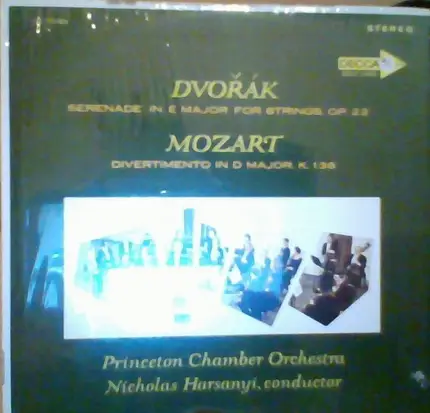 STEREO
DECCA
DVOŘÁK
SERENADE IN E MAJOR FOR STRINGS, OP. 22
MOZART
DIVERTIMENTO IN D MAJOR, K. 136
Princeton Chamber Orchestra
Nicholas Harsanyi, conductor